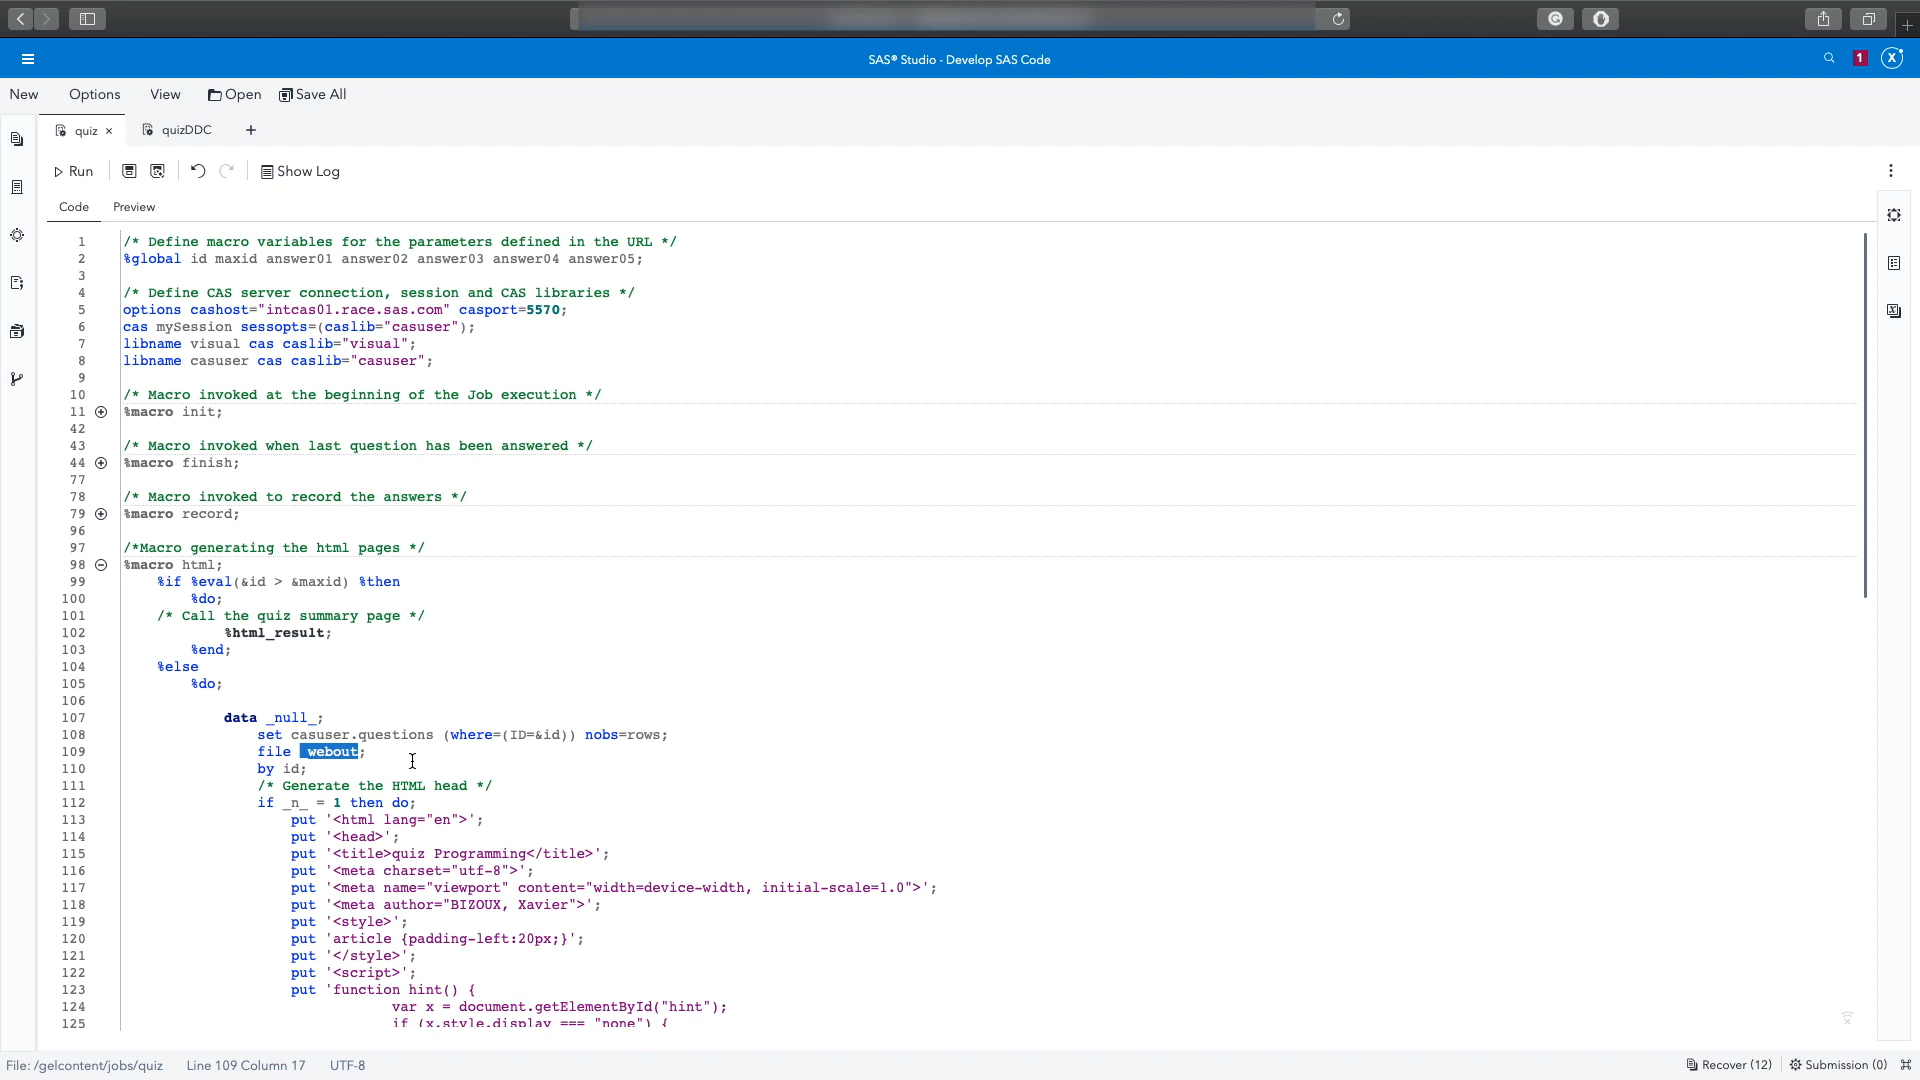 SAS® Studio - Develop SAS Code
1
X
New Options View Open Save All
quiz × quizDDC +
Run Show Log
Code Preview
1 /* Define macro variables for the parameters defined in the URL */
2 %global id maxid answer01 answer02 answer03 answer04 answer05;
3
4 /* Define CAS server connection, session and CAS libraries */
5 options cashost="intcas01.race.sas.com" casport=5570;
6 cas mySession sessopts=(caslib="casuser");
7 libname visual cas caslib="visual";
8 libname casuser cas caslib="casuser";
9
10 /* Macro invoked at the beginning of the Job execution */
11 %macro init;
42
43 /* Macro invoked when last question has been answered */
44 %macro finish;
77
78 /* Macro invoked to record the answers */
79 %macro record;
96
97 /*Macro generating the html pages */
98 %macro html;
99 %if %eval(&id > &maxid) %then
100 %do;
101 /* Call the quiz summary page */
102 %html_result;
103 %end;
104 %else
105 %do;
106
107 data _null_;
108 set casuser.questions (where=(ID=&id)) nobs=rows;
109 file _webout;
110 by id;
111 /* Generate the HTML head */
112 if _n_ = 1 then do;
113 put '<html lang="en">';
114 put '<head>';
115 put '<title>quiz Programming</title>';
116 put '<meta charset="utf-8">';
117 put '<meta name="viewport" content="width=device-width, initial-scale=1.0">';
118 put '<meta author="BIZOUX, Xavier">';
119 put '<style>';
120 put 'article {padding-left:20px;}';
121 put '</style>';
122 put '<script>';
123 put 'function hint() {
124 var x = document.getElementById("hint");
125 if (x.style.display === "none") {
File: /gelcontent/jobs/quiz Line 109 Column 17 UTF-8 Recover (12) Submission (0)